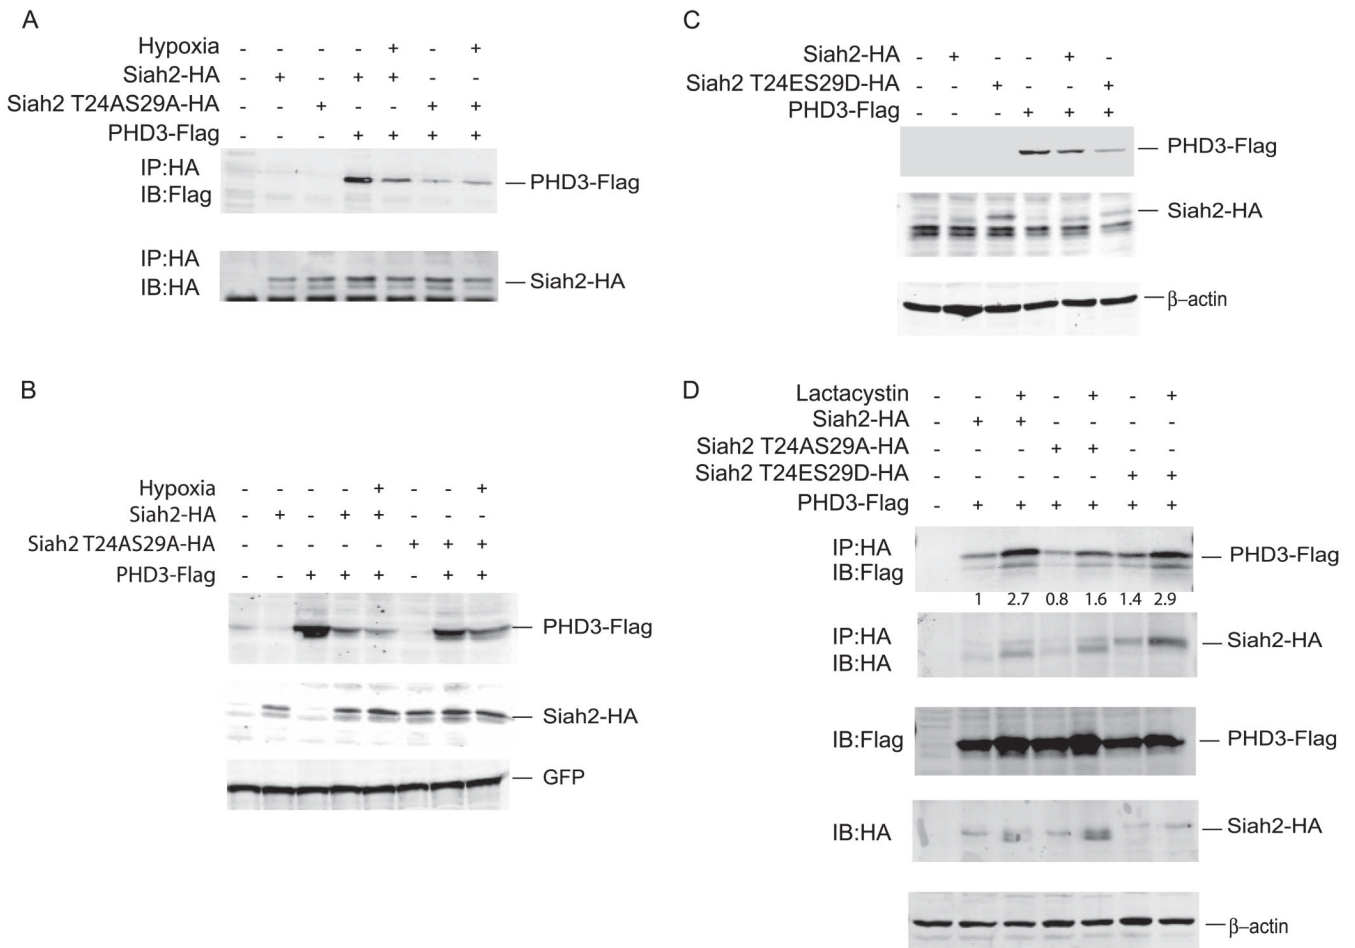 A
Hypoxia - - - - + - +
Siah2-HA - + - + + - -
Siah2 T24AS29A-HA - - + - - + +
PHD3-Flag - - - + + + +
IP:HA
IB:Flag
PHD3-Flag
IP:HA
IB:HA
Siah2-HA
B
Hypoxia - - - - + - - +
Siah2-HA - + - + + - - -
Siah2 T24AS29A-HA - - - - - + + +
PHD3-Flag - - + + + - + +
PHD3-Flag
Siah2-HA
GFP
C
Siah2-HA - + - - + -
Siah2 T24ES29D-HA - - + - - +
PHD3-Flag - - - + + +
PHD3-Flag
Siah2-HA
β–actin
D
Lactacystin - - + - + - +
Siah2-HA - + + - - - -
Siah2 T24AS29A-HA - - - + + - -
Siah2 T24ES29D-HA - - - - - + +
PHD3-Flag - + + + + + +
IP:HA
IB:Flag
PHD3-Flag
1 2.7 0.8 1.6 1.4 2.9
IP:HA
IB:HA
Siah2-HA
IB:Flag
PHD3-Flag
IB:HA
Siah2-HA
β–actin